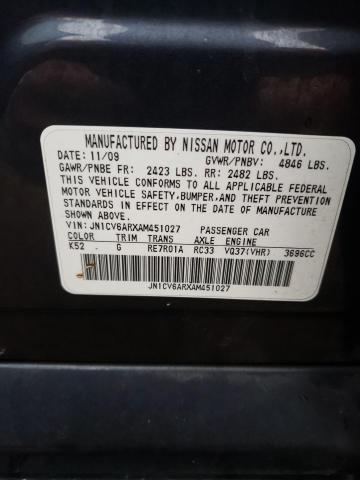 MANUFACTURED BY NISSAN MOTOR CO.,LTD.
DATE: 11/09 GVWR/PNBV: 4846 LBS.
GAWR/PNBE FR: 2423 LBS. RR: 2482 LBS.
THIS VEHICLE CONFORMS TO ALL APPLICABLE FEDERAL
MOTOR VEHICLE SAFETY,BUMPER,AND THEFT PREVENTION
STANDARDS IN EFFECT ON THE DATE OF MANUFACTURE
SHOWN ABOVE.
VIN: JN1CV6ARXAM451027 PASSENGER CAR
COLOR TRIM TRANS AXLE ENGINE
K52 G RE7R01A RC33 VQ37(VHR) 3696CC
JN1CV6ARXAM451027